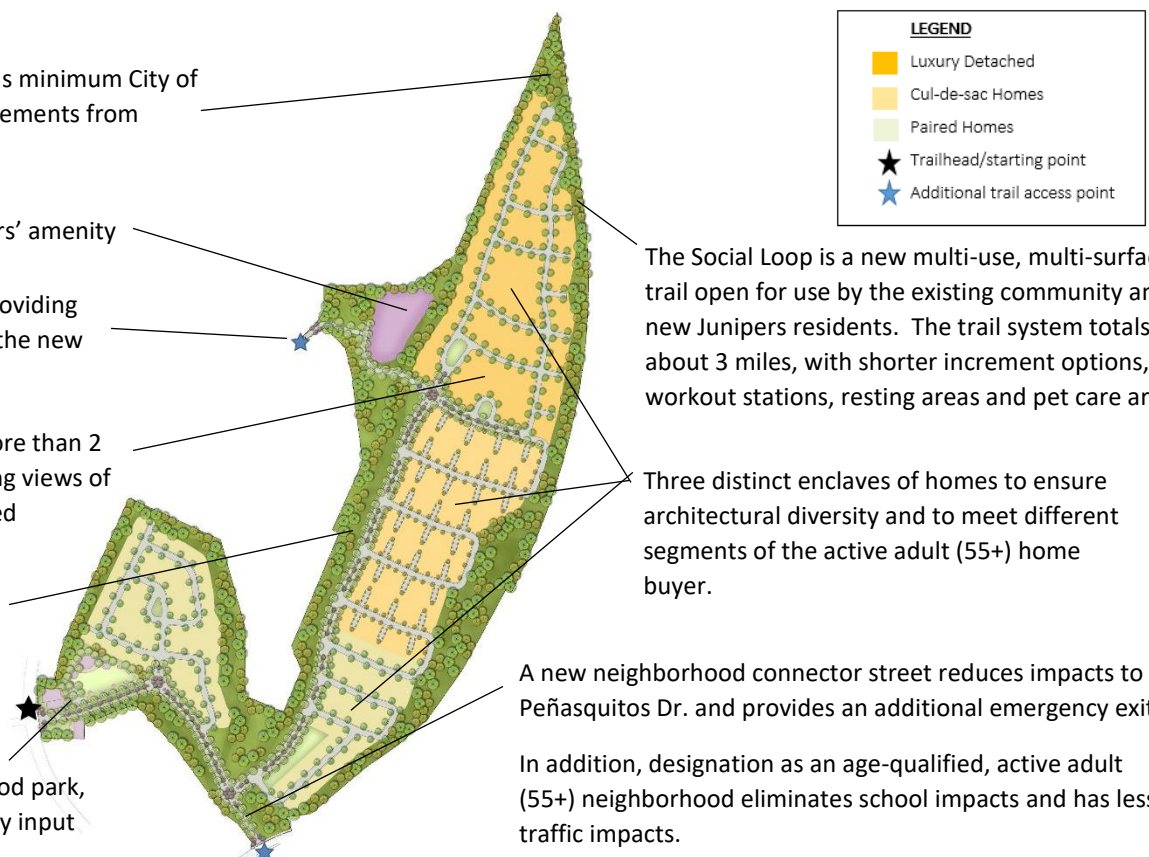 LEGEND
Luxury Detached
Cul-de-sac Homes
Paired Homes
Trailhead/starting point
Additional trail access point
s minimum City of
ements from
rs’ amenity
oviding
the new
ore than 2
ng views of
ed
od park,
y input
The Social Loop is a new multi-use, multi-surfac
trail open for use by the existing community an
new Junipers residents. The trail system totals
about 3 miles, with shorter increment options,
workout stations, resting areas and pet care ar
Three distinct enclaves of homes to ensure
architectural diversity and to meet different
segments of the active adult (55+) home
buyer.
A new neighborhood connector street reduces impacts to
Peñasquitos Dr. and provides an additional emergency exit
In addition, designation as an age-qualified, active adult
(55+) neighborhood eliminates school impacts and has less
traffic impacts.